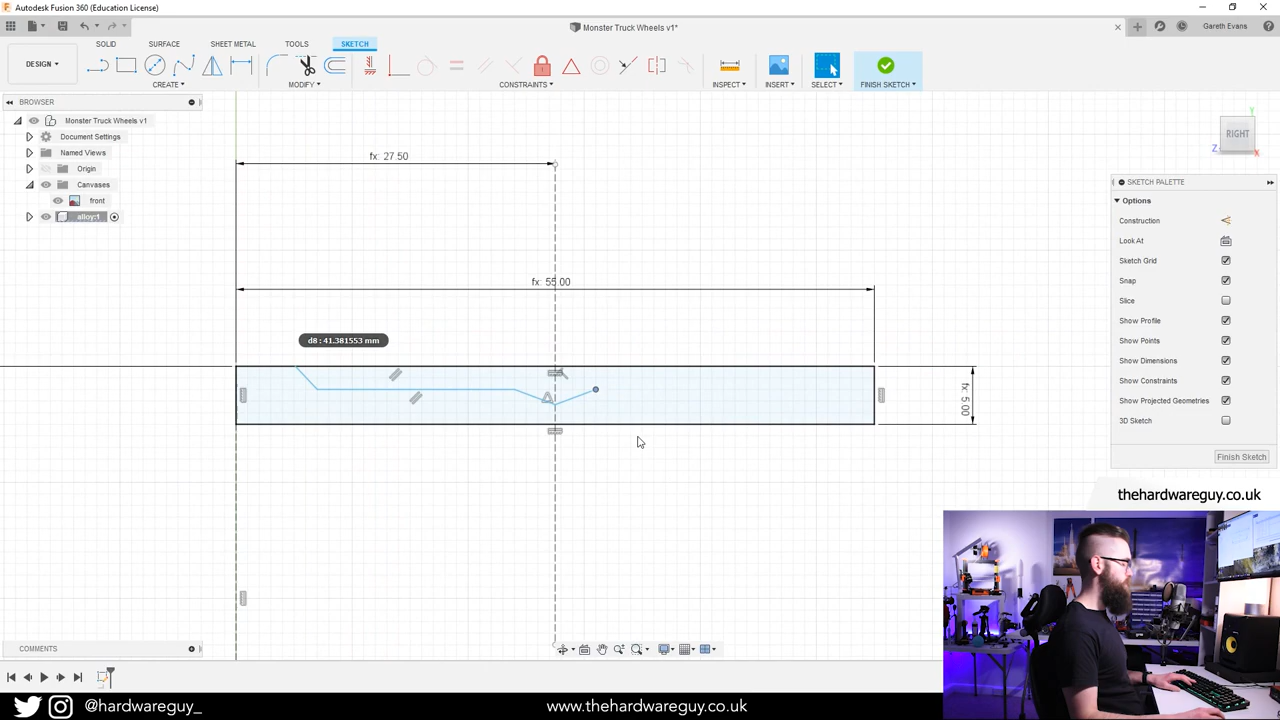 Autodesk Fusion 360 (Education License)
Monster Truck Wheels v1*
Gareth Evans
SOLID
SURFACE
SHEET METAL
TOOLS
SKETCH
DESIGN
CREATE
MODIFY
CONSTRAINTS
INSPECT
INSERT
SELECT
FINISH SKETCH
BROWSER
Monster Truck Wheels v1
Document Settings
Named Views
Origin
Canvases
front
alloy:1
fx: 27.50
fx: 55.00
d8 : 41.381553 mm
fx: 5.00
RIGHT
Y
Z
X
SKETCH PALETTE
Options
Construction
Look At
Sketch Grid
Snap
Slice
Show Profile
Show Points
Show Dimensions
Show Constraints
Show Projected Geometries
3D Sketch
Finish Sketch
thehardwareguy.co.uk
COMMENTS
@hardwareguy_
www.thehardwareguy.co.uk